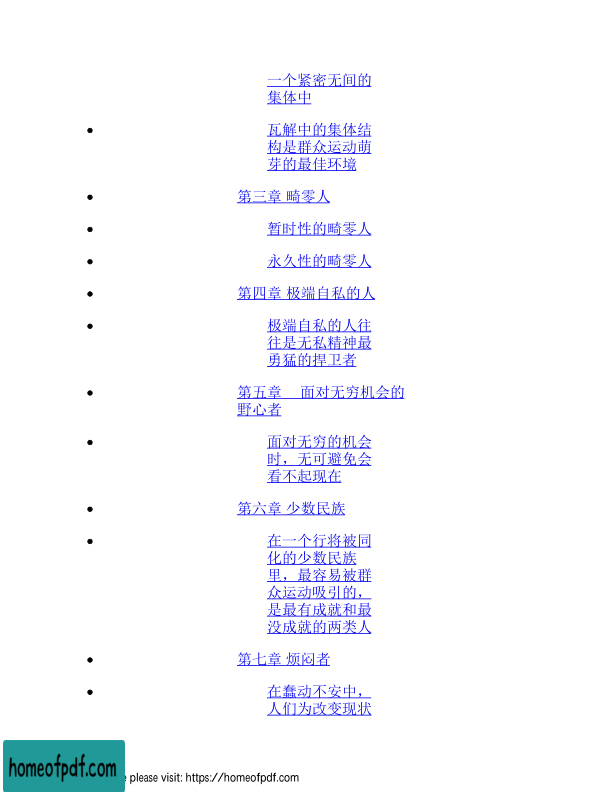 一个紧密无间的
集体中
瓦解中的集体结
构是群众运动萌
芽的最佳环境
第三章 畸零人
暂时性的畸零人
永久性的畸零人
第四章 极端自私的人
极端自私的人往
往是无私精神最
勇猛的捍卫者
第五章 面对无穷机会的
野心者
面对无穷的机会
时，无可避免会
看不起现在
第六章 少数民族
在一个行将被同
化的少数民族
里，最容易被群
众运动吸引的，
是最有成就和最
没成就的两类人
第七章 烦闷者
在蠢动不安中，
人们为改变现状
homeofpdf.com
e please visit: https://homeofpdf.com